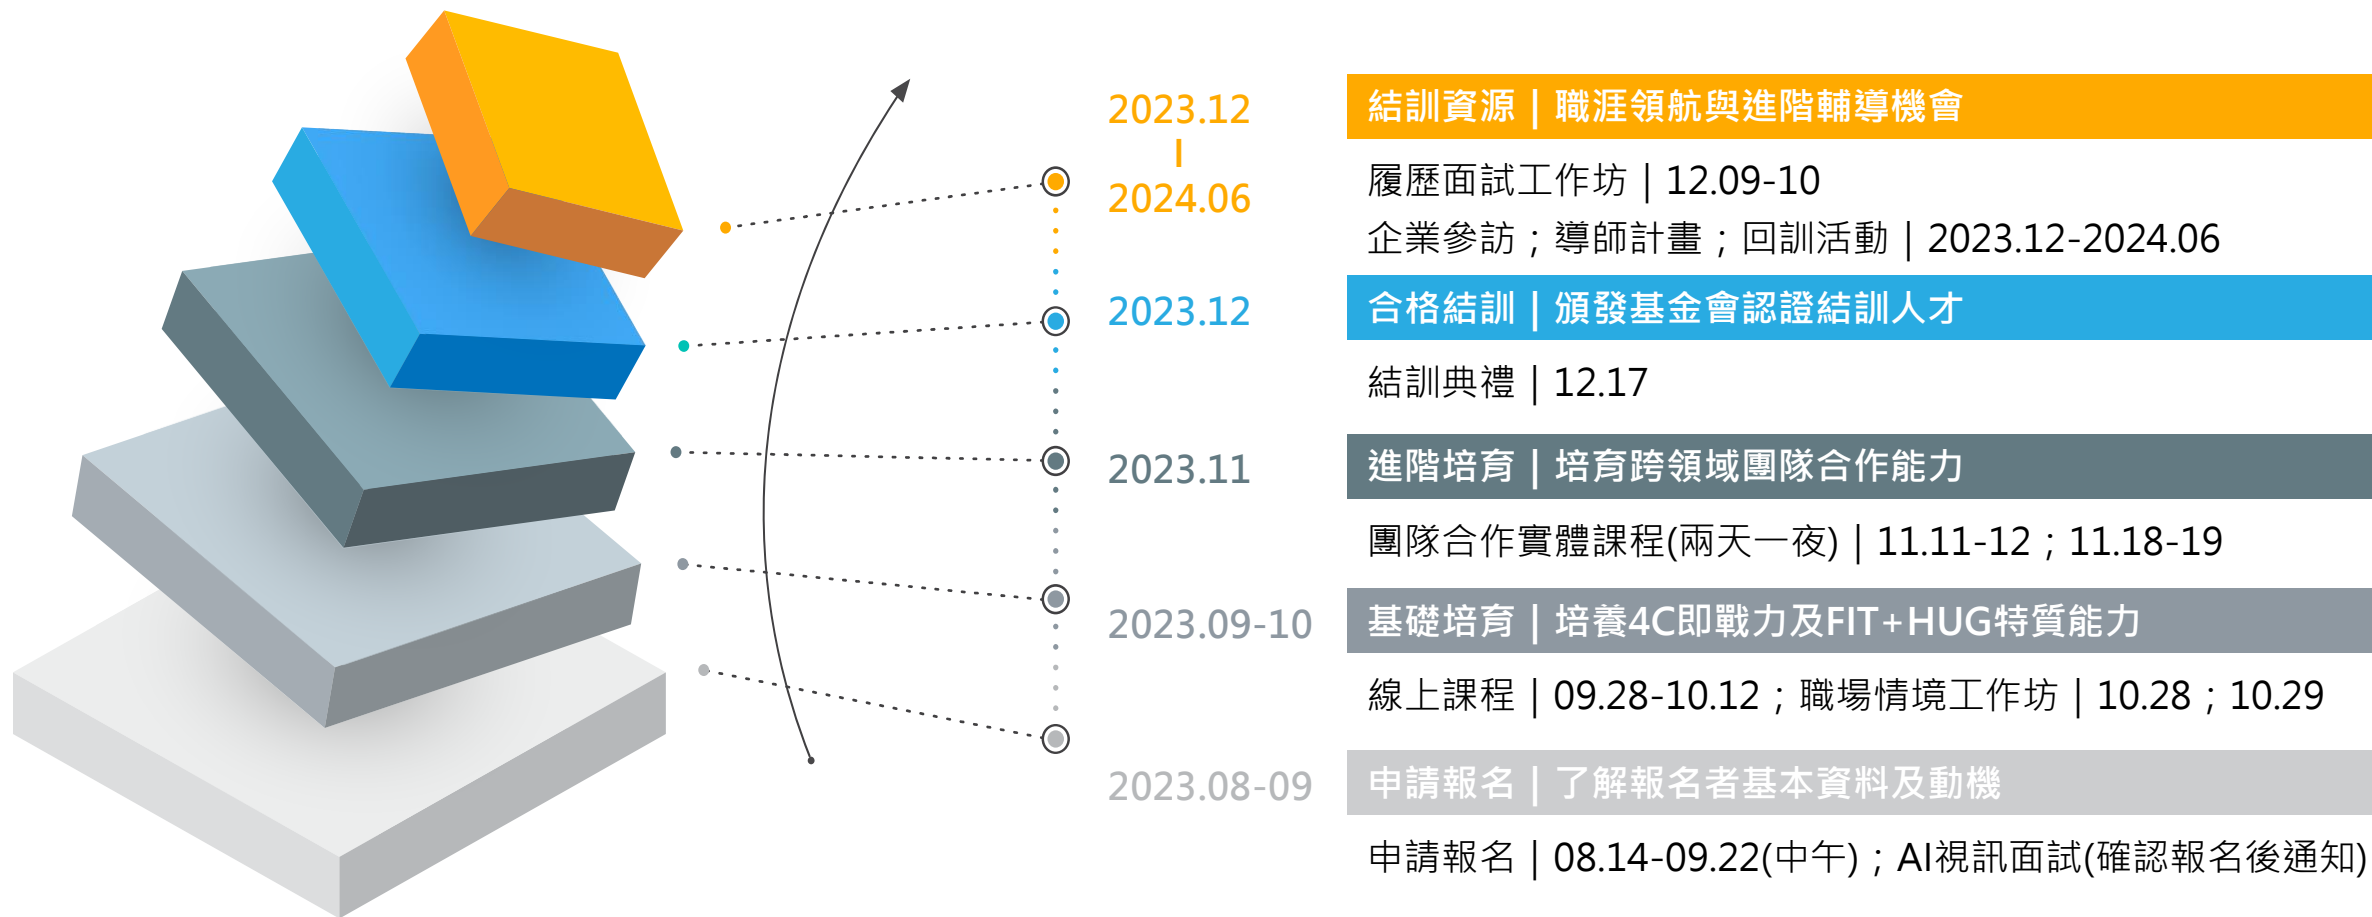 2023.12
|
2024.06
結訓資源 | 職涯領航與進階輔導機會
履歷面試工作坊 | 12.09-10
企業參訪；導師計畫；回訓活動 | 2023.12-2024.06
2023.12
合格結訓 | 頒發基金會認證結訓人才
結訓典禮 | 12.17
2023.11
進階培育 | 培育跨領域團隊合作能力
團隊合作實體課程(兩天一夜) | 11.11-12；11.18-19
2023.09-10
基礎培育 | 培養4C即戰力及FIT+HUG特質能力
線上課程 | 09.28-10.12；職場情境工作坊 | 10.28；10.29
2023.08-09
申請報名 | 了解報名者基本資料及動機
申請報名 | 08.14-09.22(中午)；AI視訊面試(確認報名後通知)